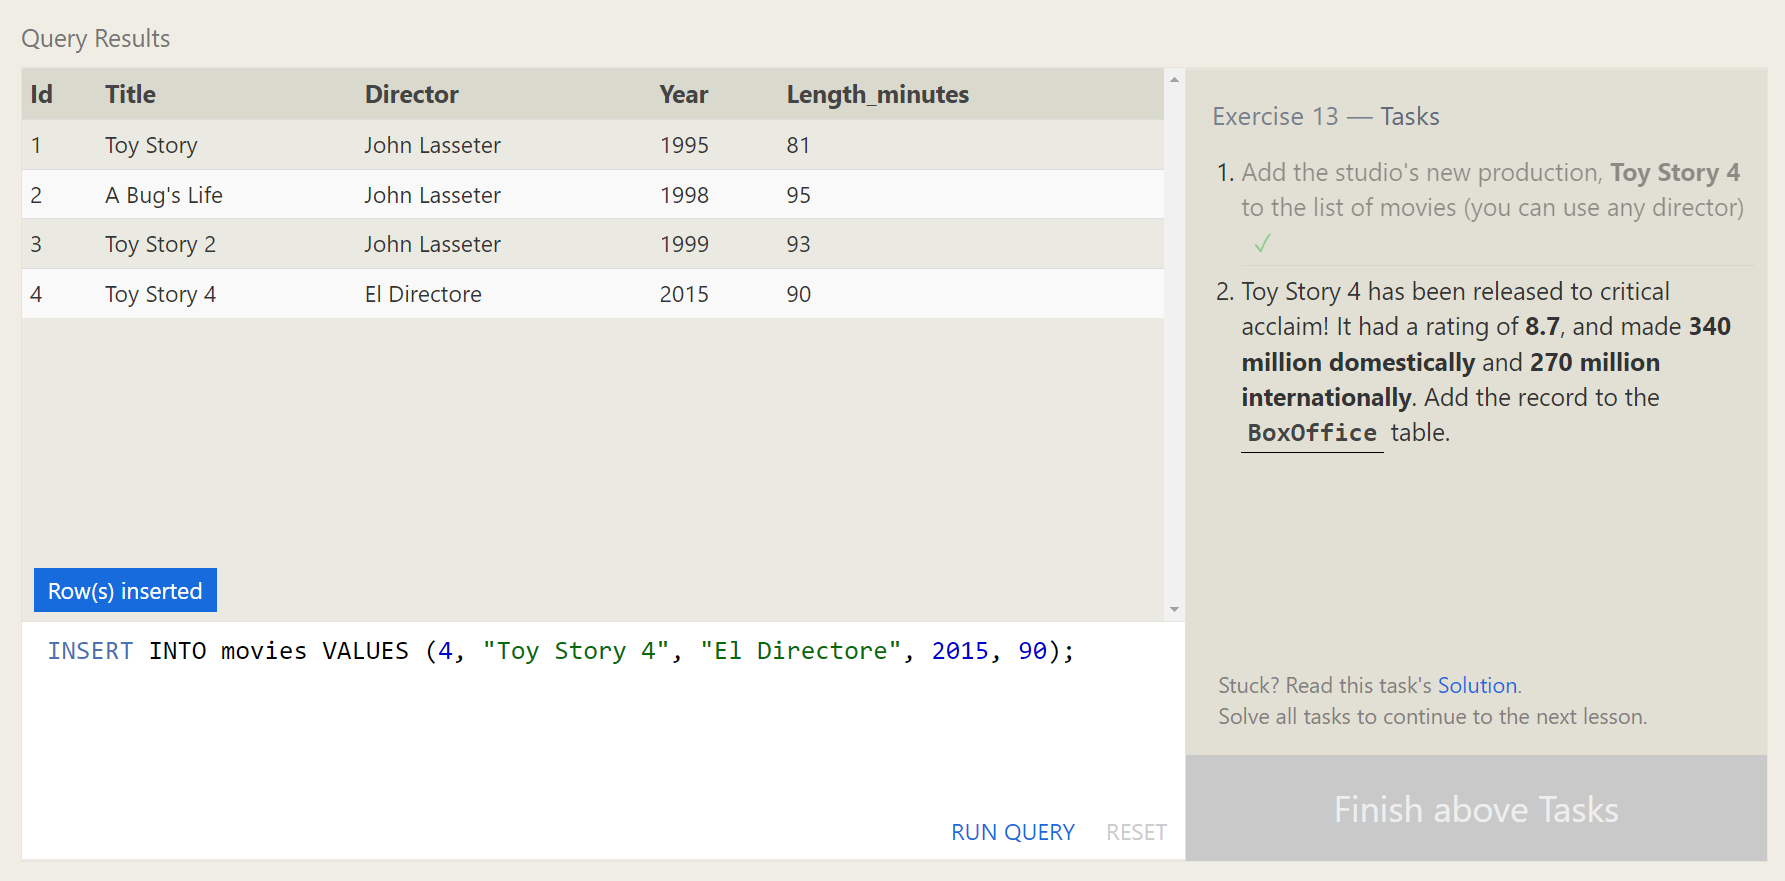 Query Results
Id Title Director Year Length_minutes
1 Toy Story John Lasseter 1995 81
2 A Bug's Life John Lasseter 1998 95
3 Toy Story 2 John Lasseter 1999 93
4 Toy Story 4 El Directore 2015 90
Row(s) inserted
INSERT INTO movies VALUES (4, "Toy Story 4", "El Directore", 2015, 90);
RUN QUERY RESET
Exercise 13 — Tasks
1. Add the studio's new production, Toy Story 4
to the list of movies (you can use any director)
✓
2. Toy Story 4 has been released to critical
acclaim! It had a rating of 8.7, and made 340
million domestically and 270 million
internationally. Add the record to the
BoxOffice table.
Stuck? Read this task's Solution.
Solve all tasks to continue to the next lesson.
Finish above Tasks